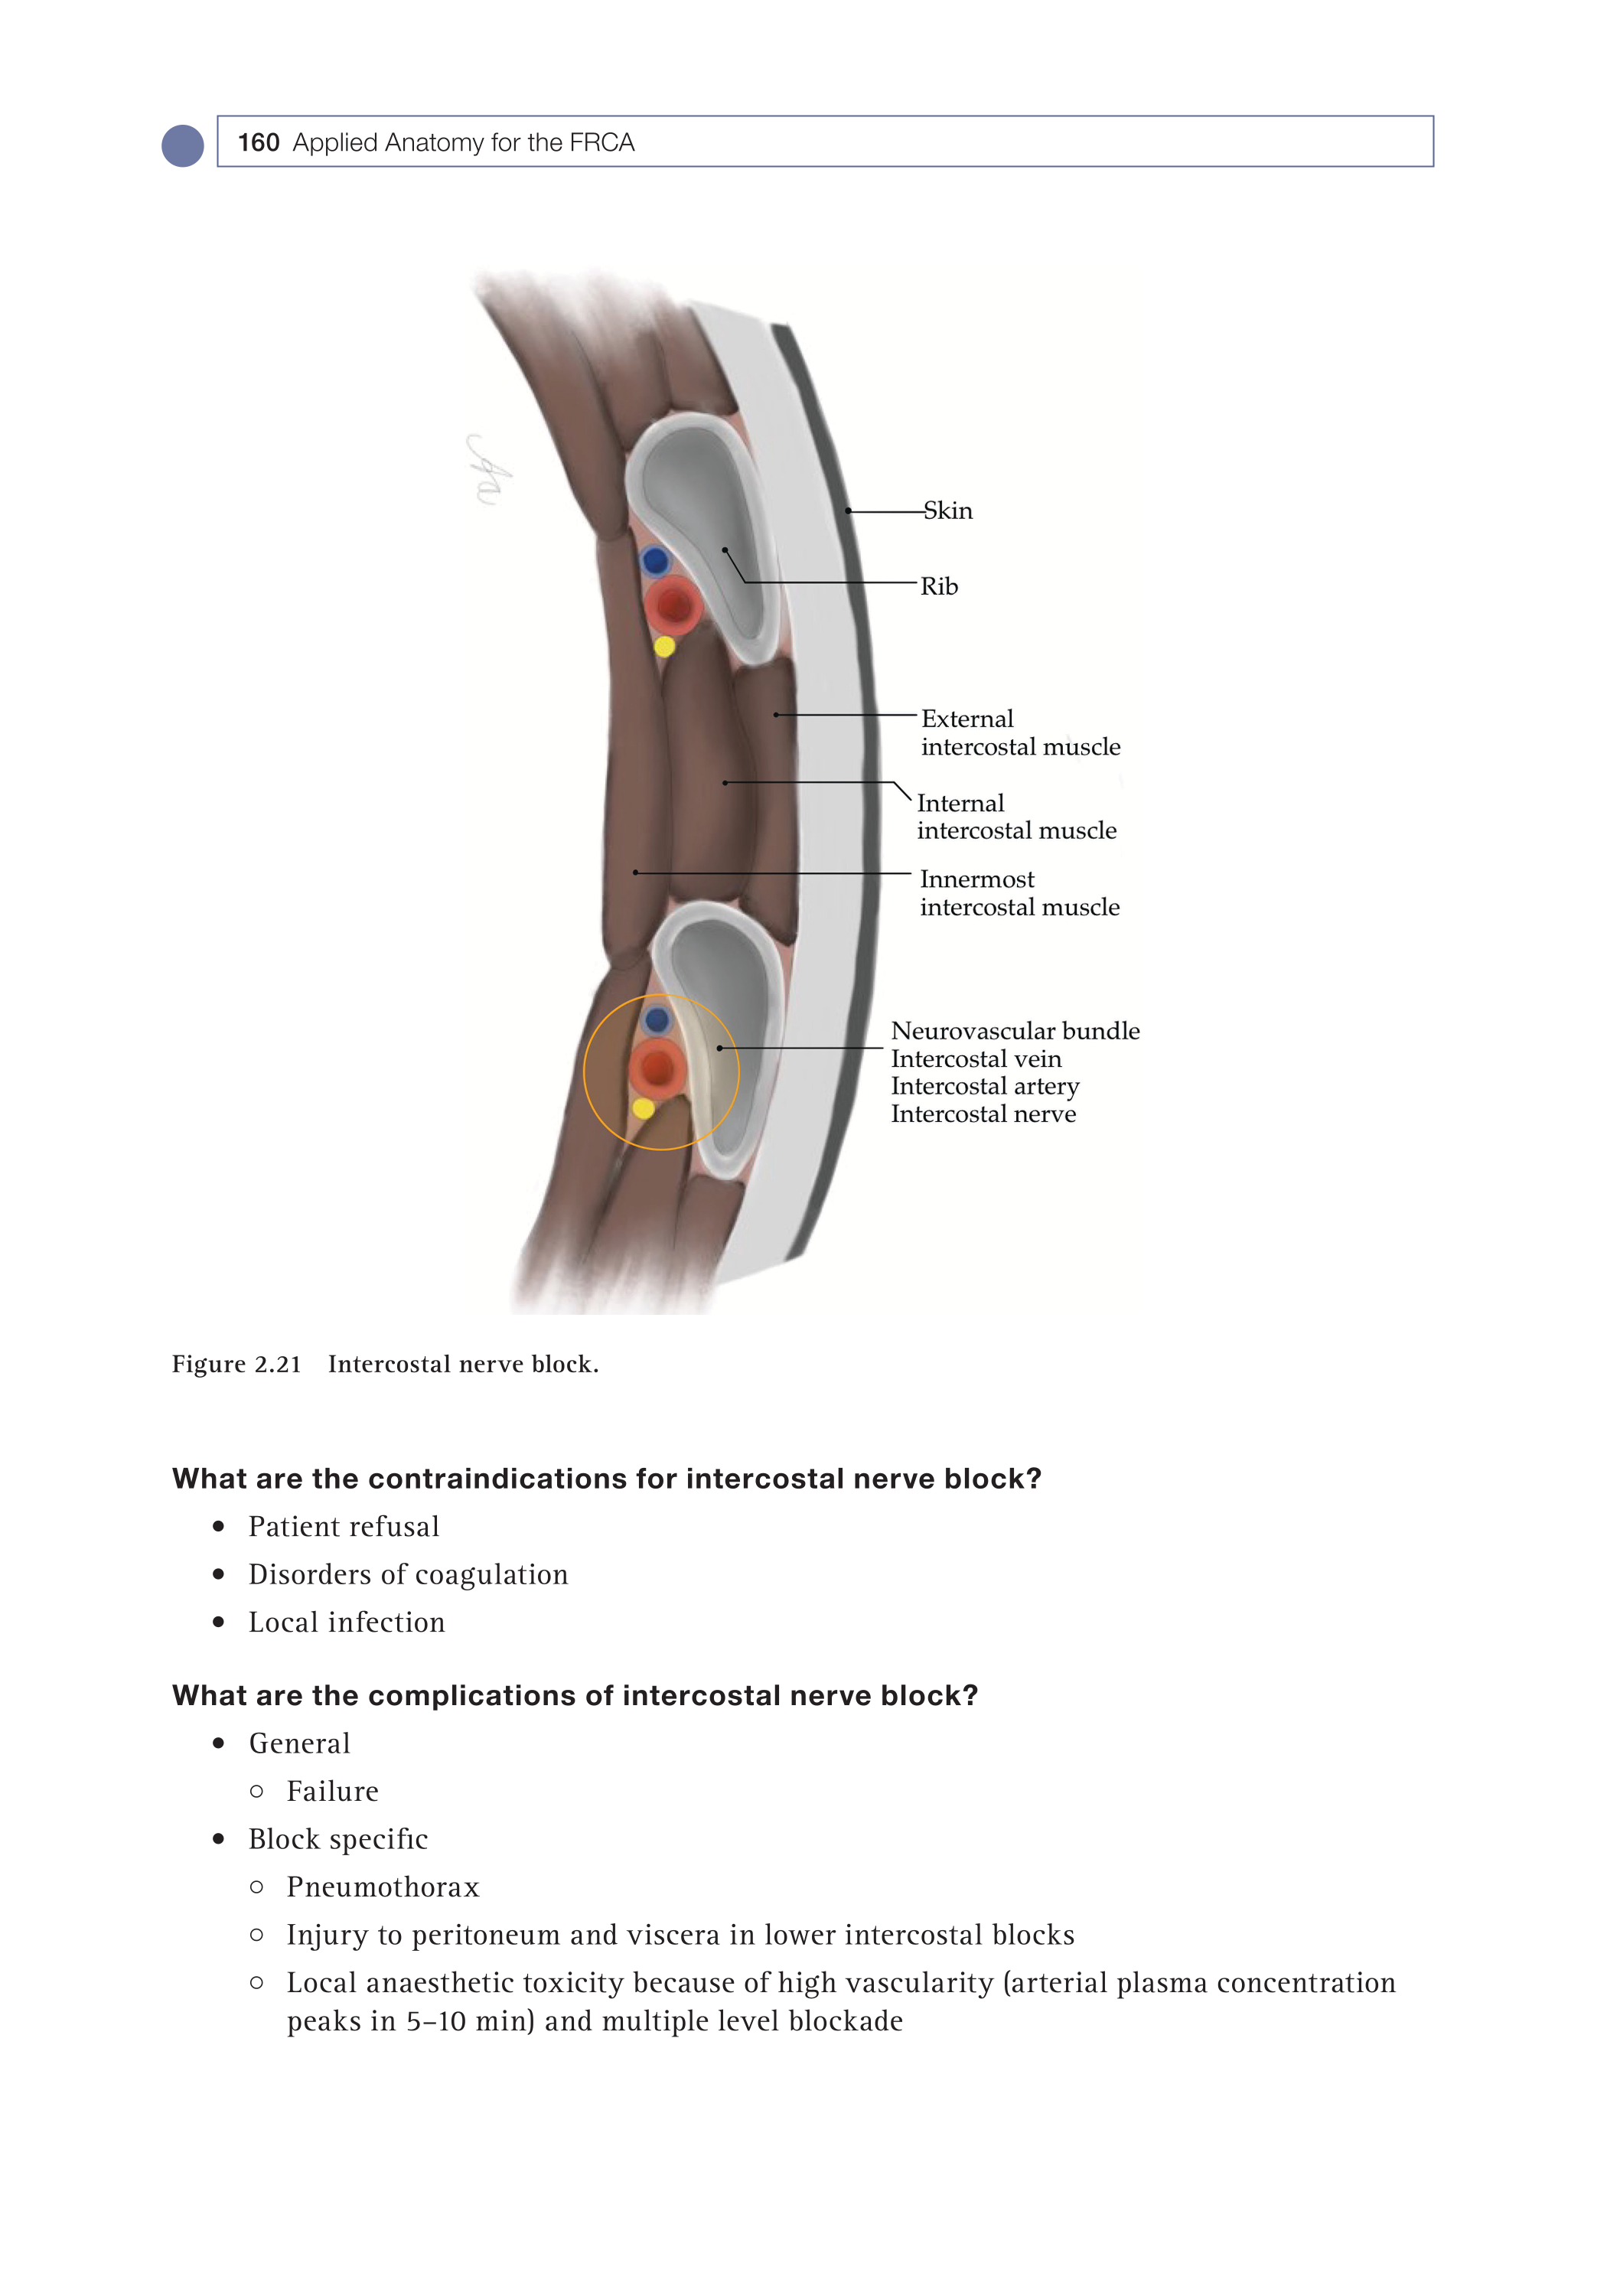 160 Applied Anatomy for the FRCA
Skin
Rib
External
intercostal muscle
Internal
intercostal muscle
Innermost
intercostal muscle
Neurovascular bundle
Intercostal vein
Intercostal artery
Intercostal nerve
Figure 2.21 Intercostal nerve block.
What are the contraindications for intercostal nerve block?
• Patient refusal
• Disorders of coagulation
• Local infection
What are the complications of intercostal nerve block?
• General
○ Failure
• Block specific
○ Pneumothorax
○ Injury to peritoneum and viscera in lower intercostal blocks
○ Local anaesthetic toxicity because of high vascularity (arterial plasma concentration
peaks in 5–10 min) and multiple level blockade